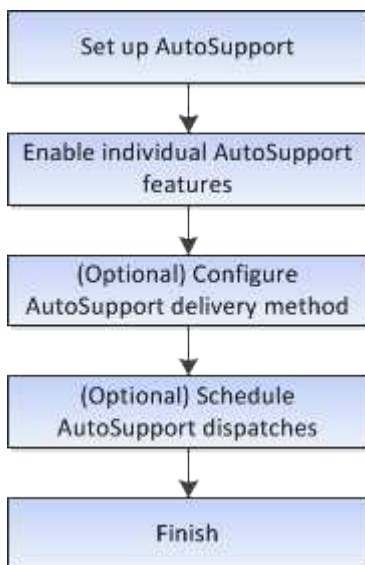 Set up AutoSupport
Enable individual AutoSupport
features
(Optional) Configure
AutoSupport delivery method
(Optional) Schedule
AutoSupport dispatches
Finish